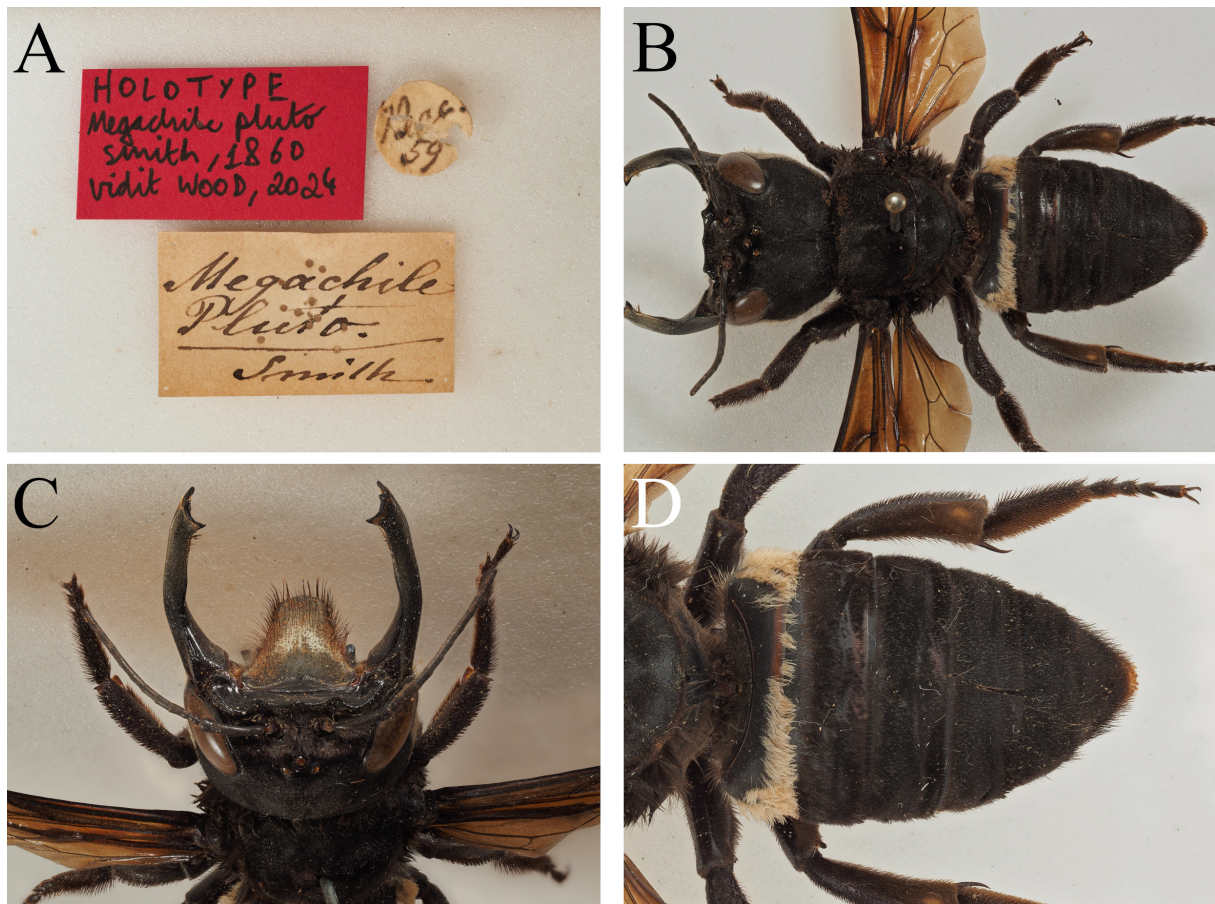 A
HOLOTYPE
Megachile pluto
smith, 1860
vidit WOOD, 2024
59
Megachile
Pluto.
Smith.
B
C
D